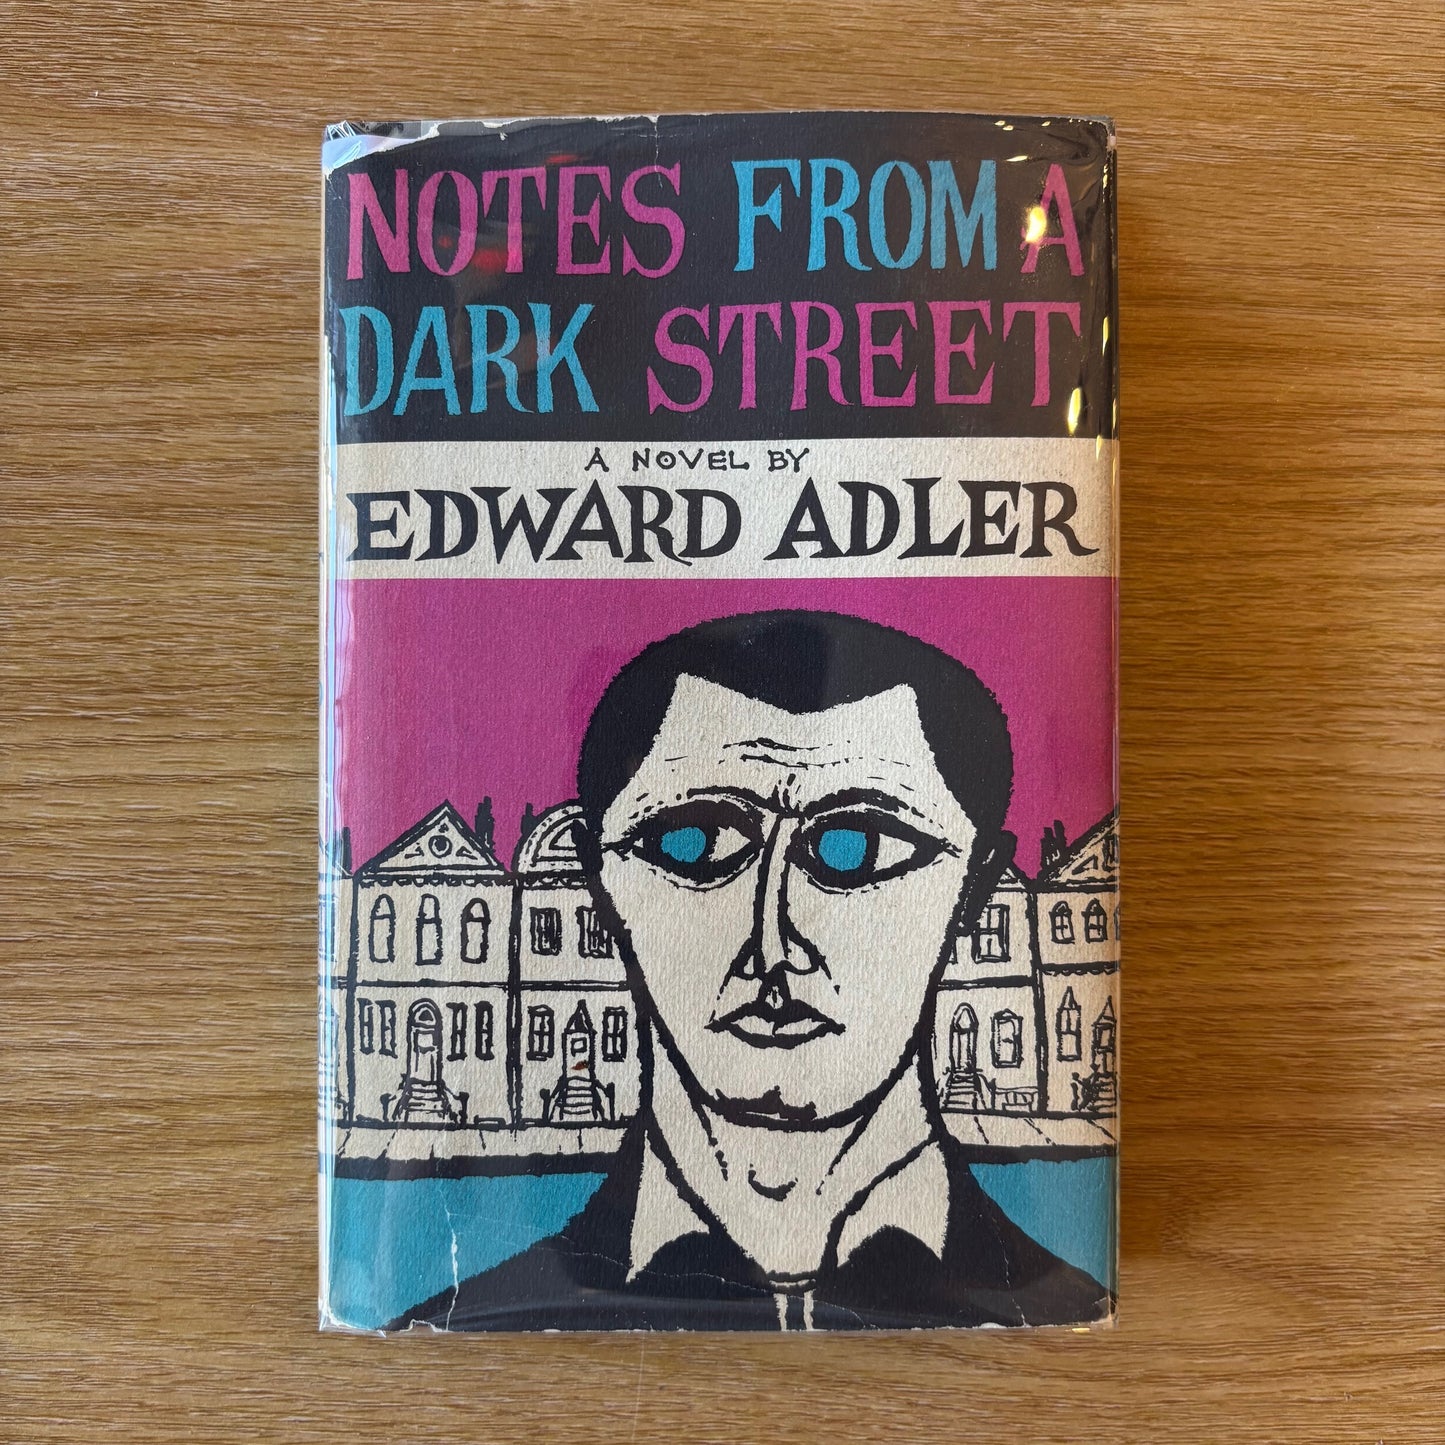 NOTES FROM A
DARK STREET
A NOVEL BY
EDWARD ADLER